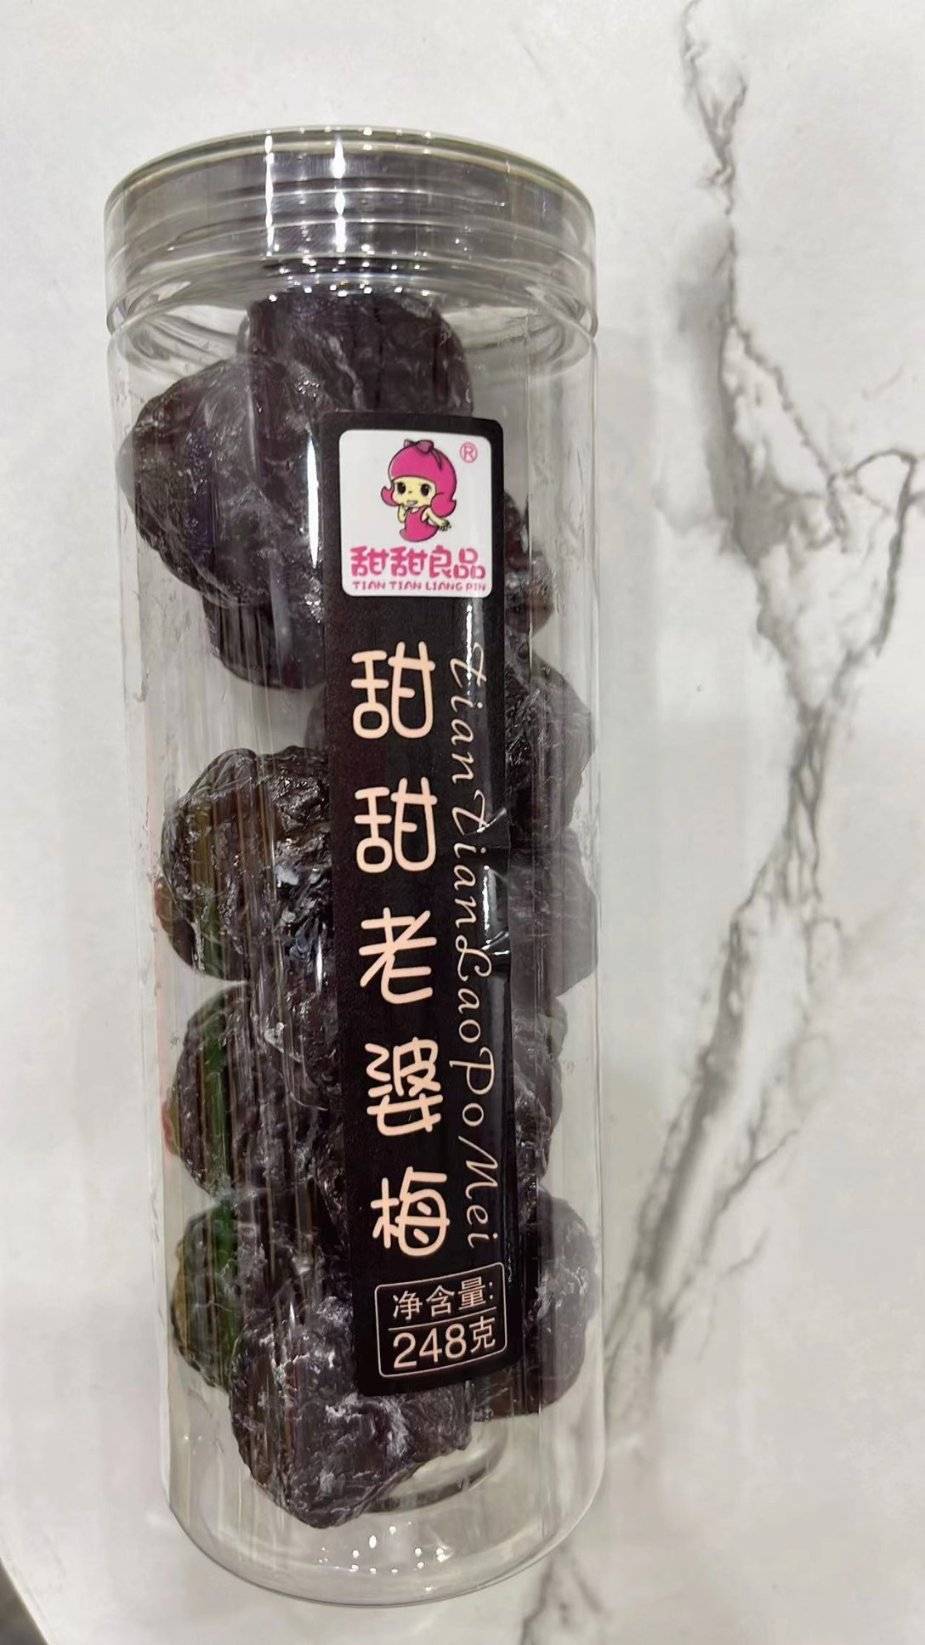 ®
甜甜良品
TIAN TIAN LIANG PIN
甜甜老婆梅
tian tian Lao Po Mei
净含量:
248克